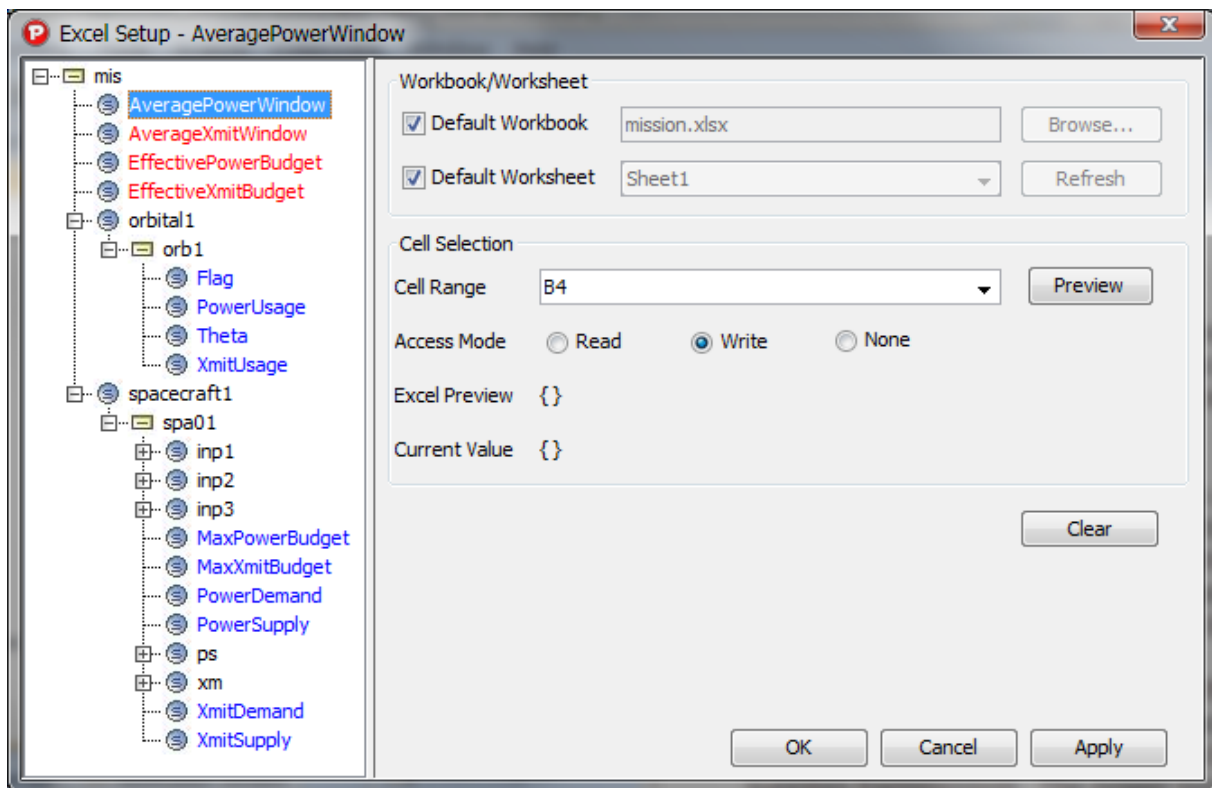 Excel Setup - AveragePowerWindow
mis
AveragePowerWindow
AverageXmitWindow
EffectivePowerBudget
EffectiveXmitBudget
orbital1
orb1
Flag
PowerUsage
Theta
XmitUsage
spacecraft1
spa01
inp1
inp2
inp3
MaxPowerBudget
MaxXmitBudget
PowerDemand
PowerSupply
ps
xm
XmitDemand
XmitSupply
Workbook/Worksheet
Default Workbook mission.xlsx Browse...
Default Worksheet Sheet1 Refresh
Cell Selection
Cell Range B4 Preview
Access Mode Read Write None
Excel Preview {}
Current Value {}
Clear
OK Cancel Apply